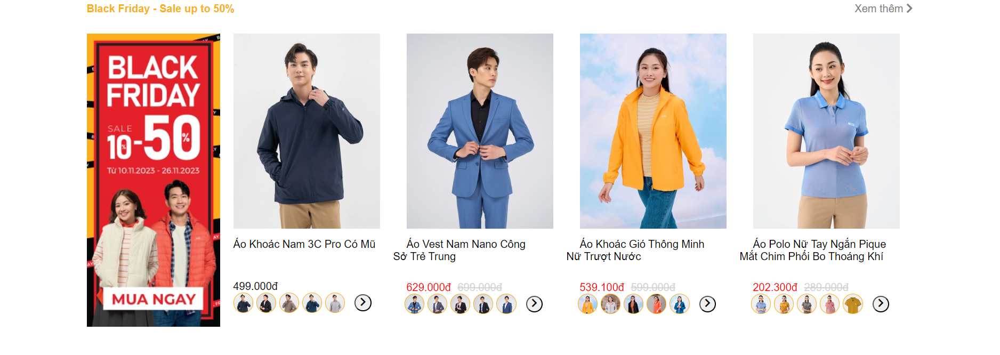 Black Friday - Sale up to 50%
Xem thêm
BLACK
FRIDAY
SALE
10%-50%
Từ 10.11.2023 - 26.11.2023
MUA NGAY
Áo Khoác Nam 3C Pro Có Mũ
499.000đ
Áo Vest Nam Nano Công
Sở Trẻ Trung
629.000đ 699.000đ
Áo Khoác Gió Thông Minh
Nữ Trượt Nước
539.100đ 599.000đ
Áo Polo Nữ Tay Ngắn Pique
Mắt Chim Phối Bo Thoáng Khí
202.300đ 289.000đ